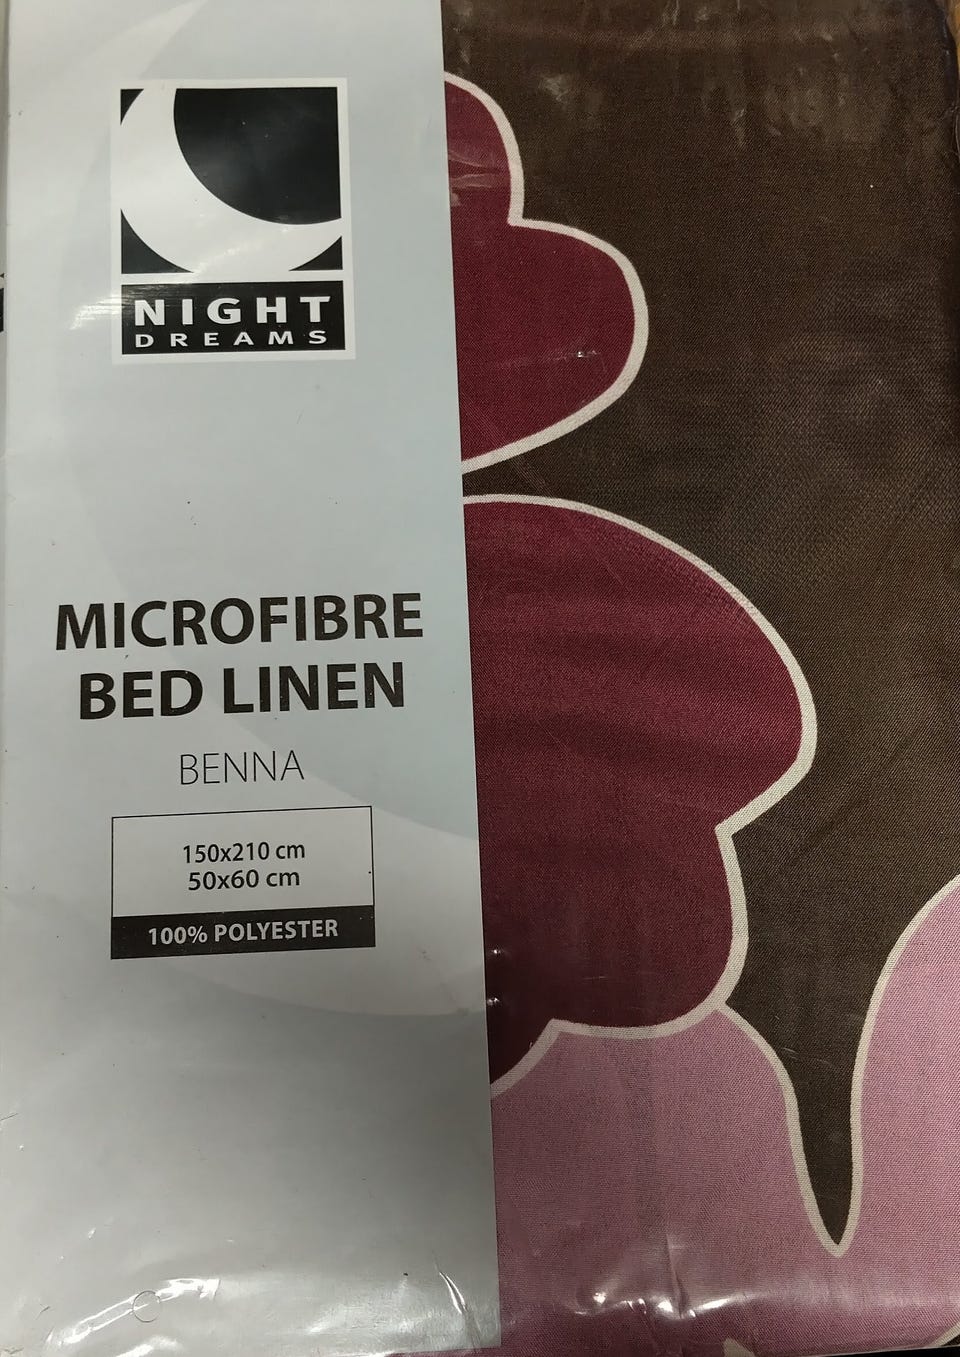 NIGHT
DREAMS
MICROFIBRE
BED LINEN
BENNA
150x210 cm
50x60 cm
100% POLYESTER